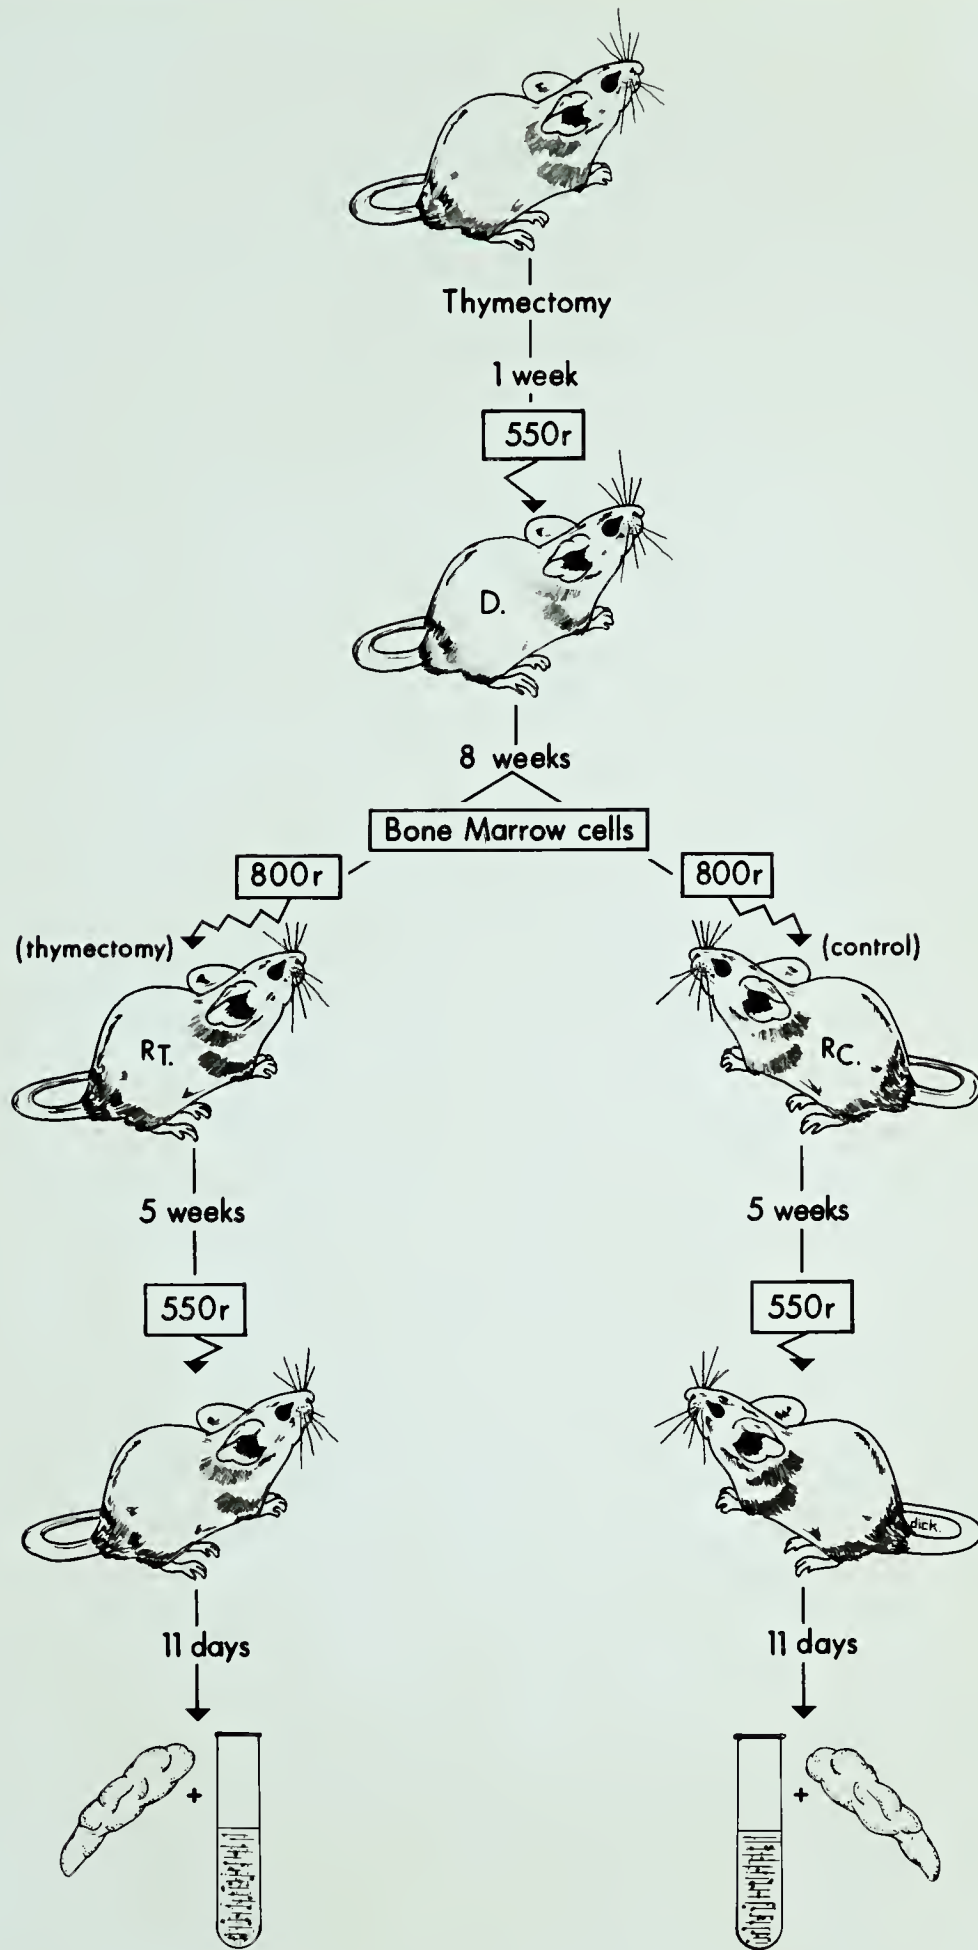 Thymectomy
1 week
550r
D.
8 weeks
Bone Marrow cells
800r
800r
(thymectomy)
(control)
RT.
RC.
5 weeks
5 weeks
550r
550r
dick.
11 days
11 days
+
+